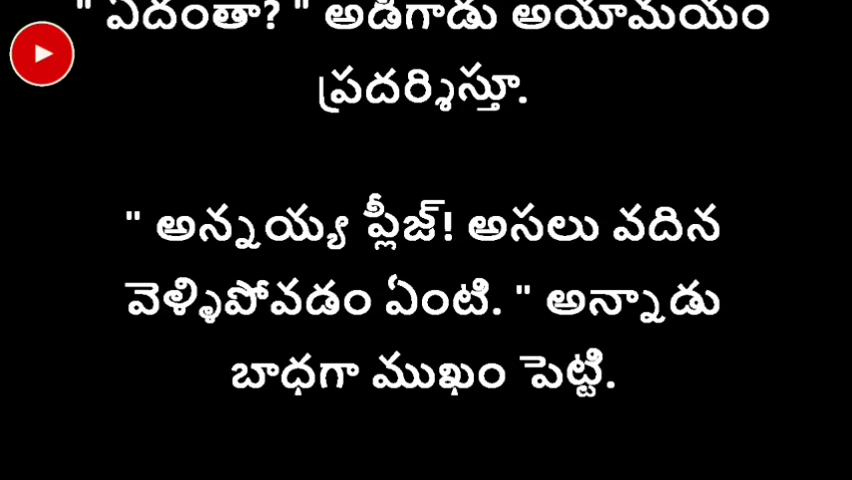 " ఏదంతా? " అడిగాడు అయోమయం
ప్రదర్శిస్తూ.
" అన్నయ్య ప్లీజ్! అసలు వదిన
వెళ్ళిపోవడం ఏంటి. " అన్నాడు
బాధగా ముఖం పెట్టి.